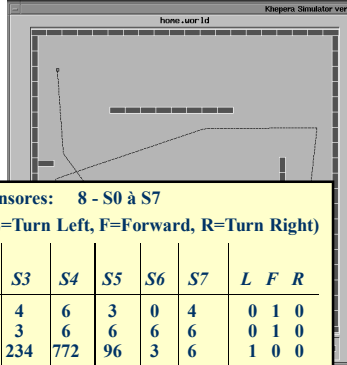 Khepera Simulator ver
home.world
nsores: 8 - S0 à S7
=Turn Left, F=Forward, R=Turn Right)
S3 S4 S5 S6 S7 L F R
4 6 3 0 4 0 1 0
3 6 6 6 6 0 1 0
234 772 96 3 6 1 0 0